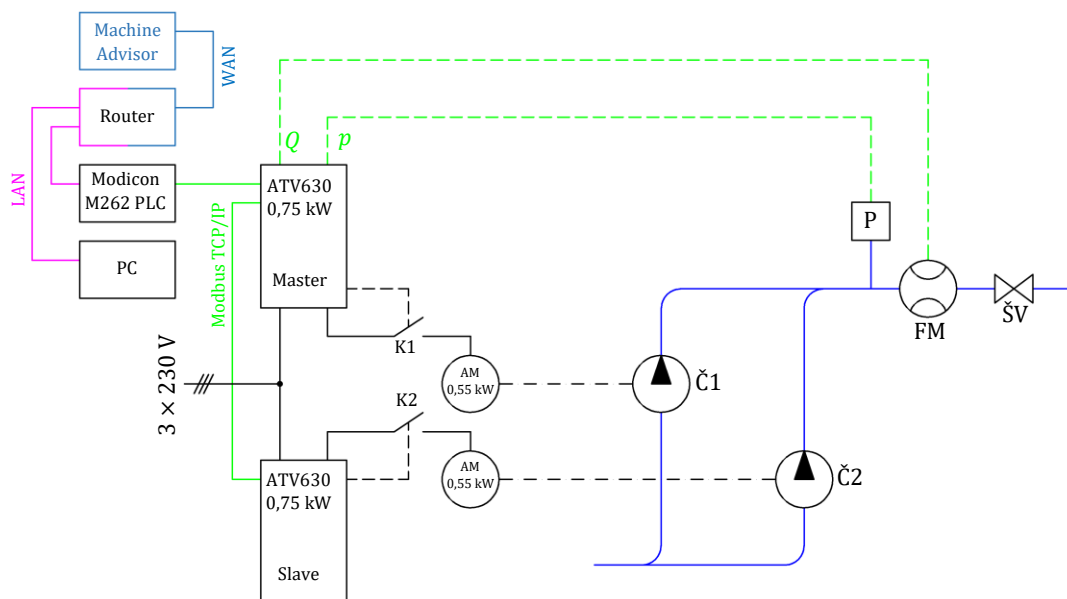 Machine
Advisor
WAN
Router
LAN
Modicon
M262 PLC
PC
Q
p
ATV630
0,75 kW
Master
Modbus TCP/IP
P
FM
ŠV
K1
AM
0,55 kW
Č1
3 × 230 V
K2
AM
0,55 kW
Č2
ATV630
0,75 kW
Slave